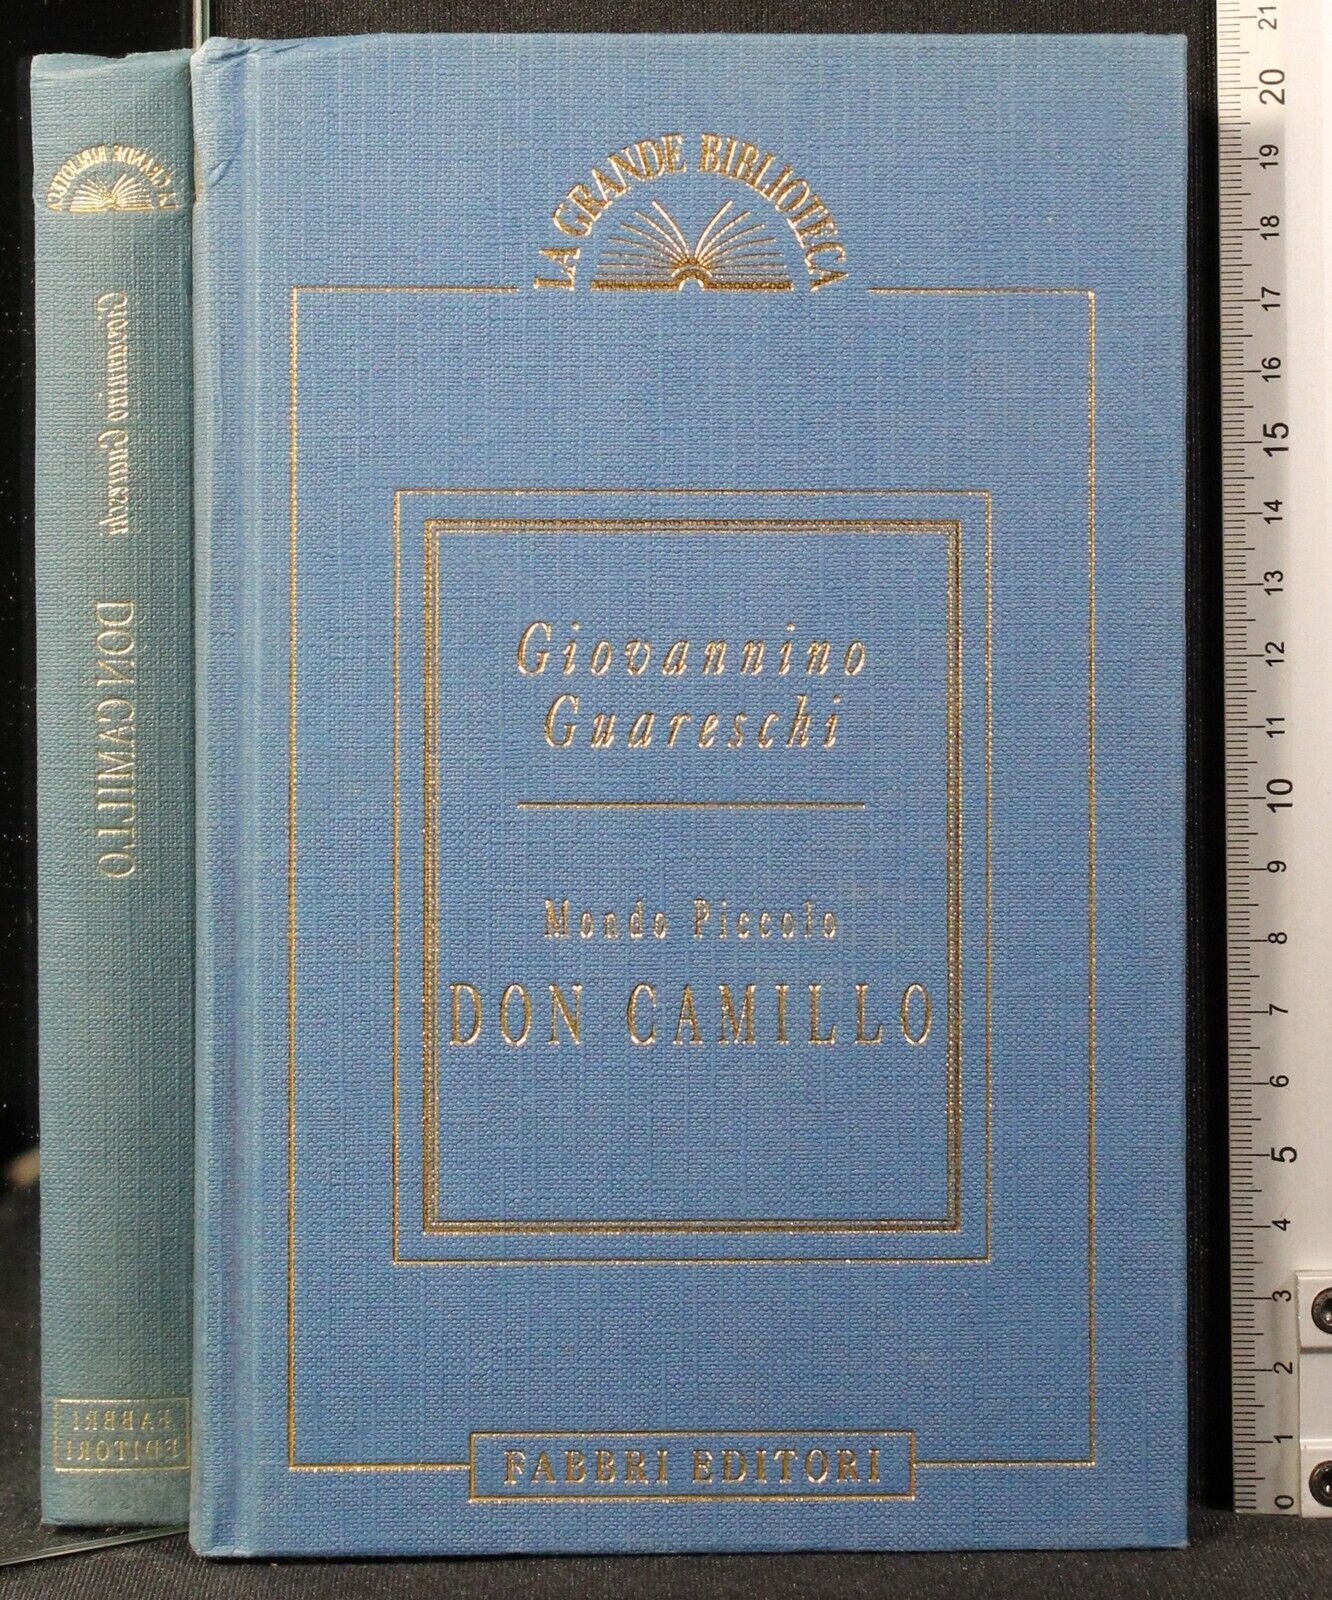 LA GRANDE BIBLIOTECA
Giovannino
Guareschi
Mondo Piccolo
DON CAMILLO
FABBRI EDITORI
LA GRANDE BIBLIOTECA
Giovannino Guareschi DON CAMILLO
FABBRI
EDITORI
21
20
19
18
17
16
15
14
13
12
11
10
9
8
7
6
5
4
3
2
1
0